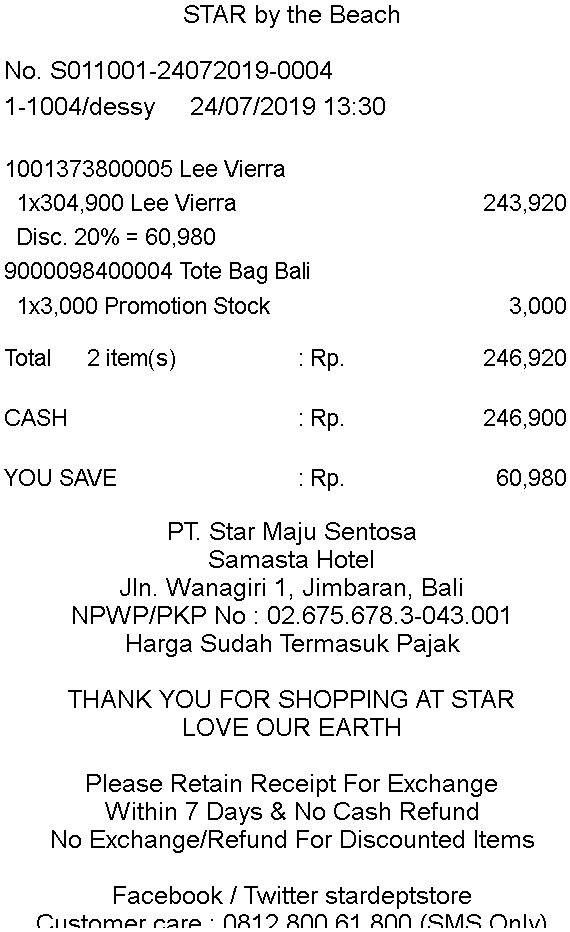 STAR by the Beach
No. S011001-24072019-0004
1-1004/dessy 24/07/2019 13:30
1001373800005 Lee Vierra
1x304,900 Lee Vierra 243,920
Disc. 20% = 60,980
9000098400004 Tote Bag Bali
1x3,000 Promotion Stock 3,000
Total 2 item(s) : Rp. 246,920
CASH : Rp. 246,900
YOU SAVE : Rp. 60,980
PT. Star Maju Sentosa
Samasta Hotel
Jln. Wanagiri 1, Jimbaran, Bali
NPWP/PKP No : 02.675.678.3-043.001
Harga Sudah Termasuk Pajak
THANK YOU FOR SHOPPING AT STAR
LOVE OUR EARTH
Please Retain Receipt For Exchange
Within 7 Days & No Cash Refund
No Exchange/Refund For Discounted Items
Facebook / Twitter stardeptstore
Customer care : 0812 800 61 800 (SMS Only)